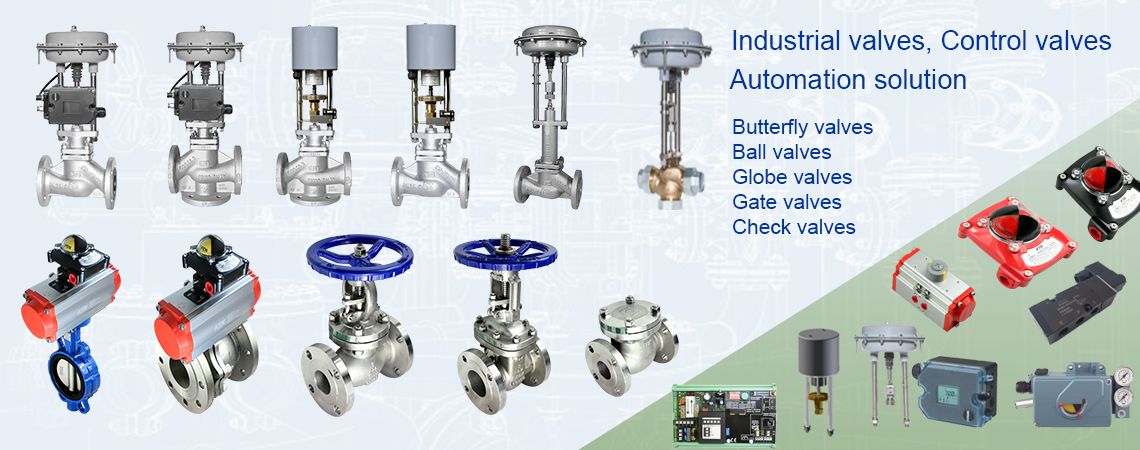 Industrial valves, Control valves
Automation solution
Butterfly valves
Ball valves
Globe valves
Gate valves
Check valves